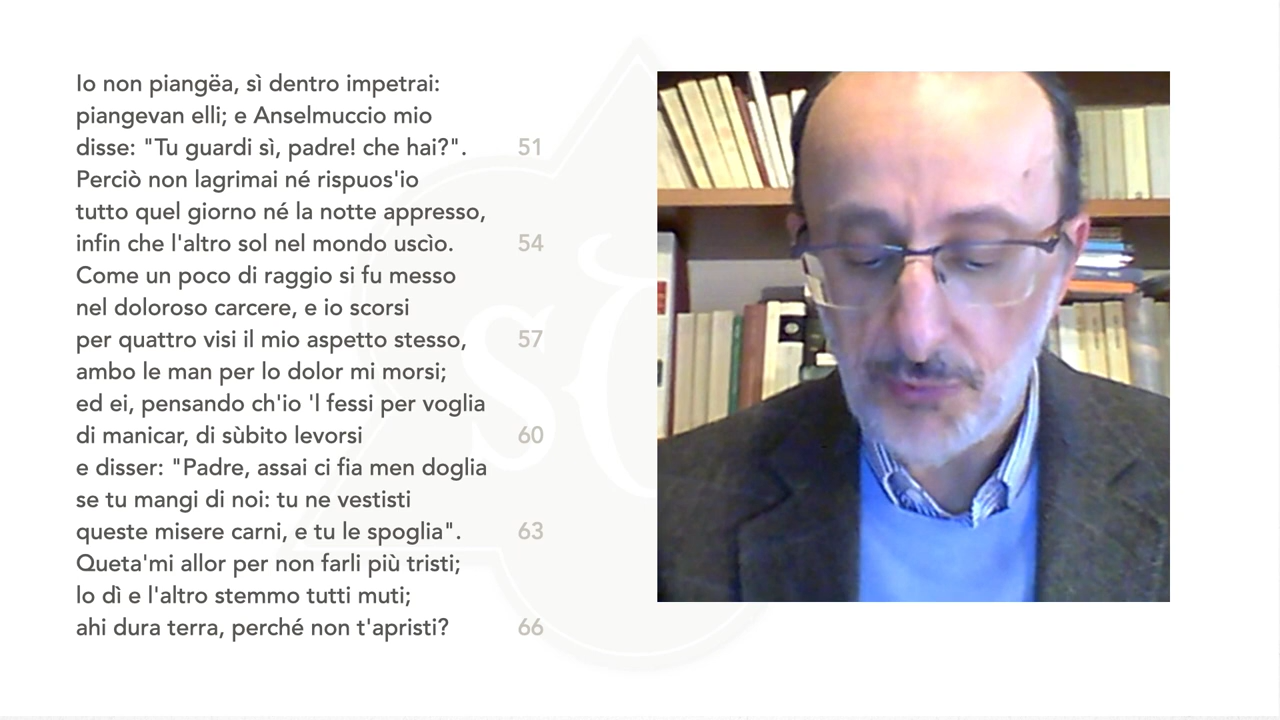 Io non piangëa, sì dentro impetrai:
piangevan elli; e Anselmuccio mio
disse: "Tu guardi sì, padre! che hai?". 51
Perciò non lagrimai né rispuos'io
tutto quel giorno né la notte appresso,
infin che l'altro sol nel mondo uscìo. 54
Come un poco di raggio si fu messo
nel doloroso carcere, e io scorsi
per quattro visi il mio aspetto stesso, 57
ambo le man per lo dolor mi morsi;
ed ei, pensando ch'io 'l fessi per voglia
di manicar, di sùbito levorsi 60
e disser: "Padre, assai ci fia men doglia
se tu mangi di noi: tu ne vestisti
queste misere carni, e tu le spoglia". 63
Queta'mi allor per non farli più tristi;
lo dì e l'altro stemmo tutti muti;
ahi dura terra, perché non t'apristi? 66